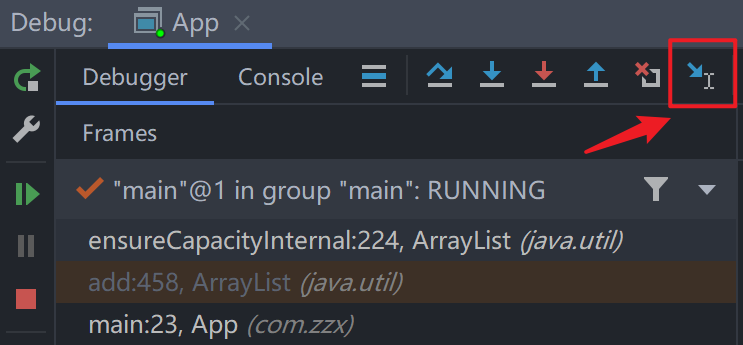 Debug: App
Debugger Console
Frames
"main"@1 in group "main": RUNNING
ensureCapacityInternal:224, ArrayList (java.util)
add:458, ArrayList (java.util)
main:23, App (com.zzx)